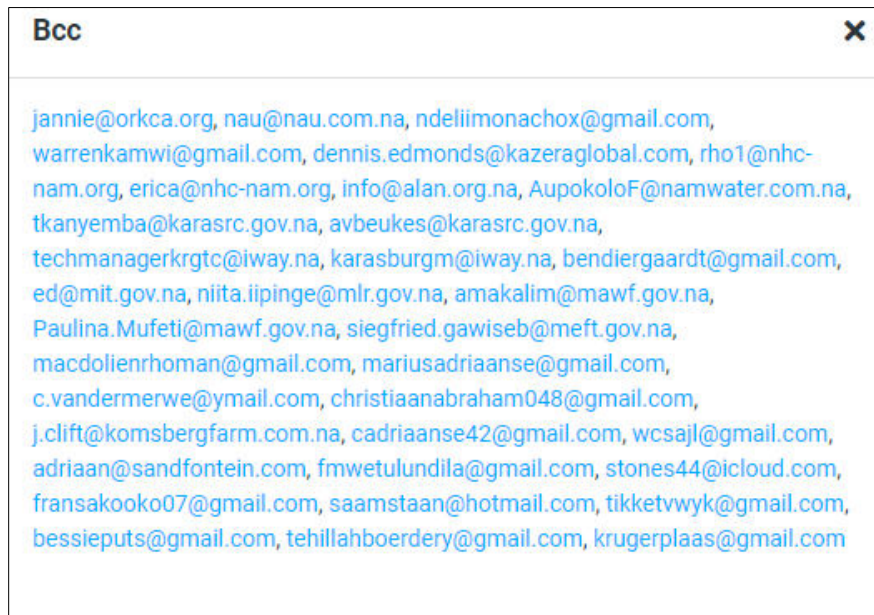 Bcc
jannie@orkca.org, nau@nau.com.na, ndeliimonachox@gmail.com,
warrenkamwi@gmail.com, dennis.edmonds@kazeraglobal.com, rho1@nhc-
nam.org, erica@nhc-nam.org, info@alan.org.na, AupokoloF@namwater.com.na,
tkanyemba@karasrc.gov.na, avbeukes@karasrc.gov.na,
techmanagerkrgtc@iway.na, karasburgm@iway.na, bendiergaardt@gmail.com,
ed@mit.gov.na, niita.iipinge@mlr.gov.na, amakalim@mawf.gov.na,
Paulina.Mufeti@mawf.gov.na, siegfried.gawiseb@meft.gov.na,
macdolienrhoman@gmail.com, mariusadriaanse@gmail.com,
c.vandermerwe@ymail.com, christiaanabraham048@gmail.com,
j.clift@komsbergfarm.com.na, cadriaanse42@gmail.com, wcsajl@gmail.com,
adriaan@sandfontein.com, fmwetulundila@gmail.com, stones44@icloud.com,
fransakooko07@gmail.com, saamstaan@hotmail.com, tikketvwyk@gmail.com,
bessieputs@gmail.com, tehillahboerdery@gmail.com, krugerplaas@gmail.com